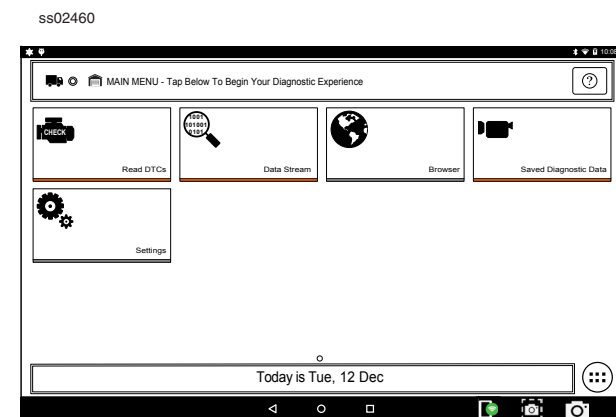 ss02460
10:08
MAIN MENU - Tap Below To Begin Your Diagnostic Experience
?
CHECK
Read DTCs
1001
101001
0101
Data Stream
Browser
Saved Diagnostic Data
Settings
Today is Tue, 12 Dec